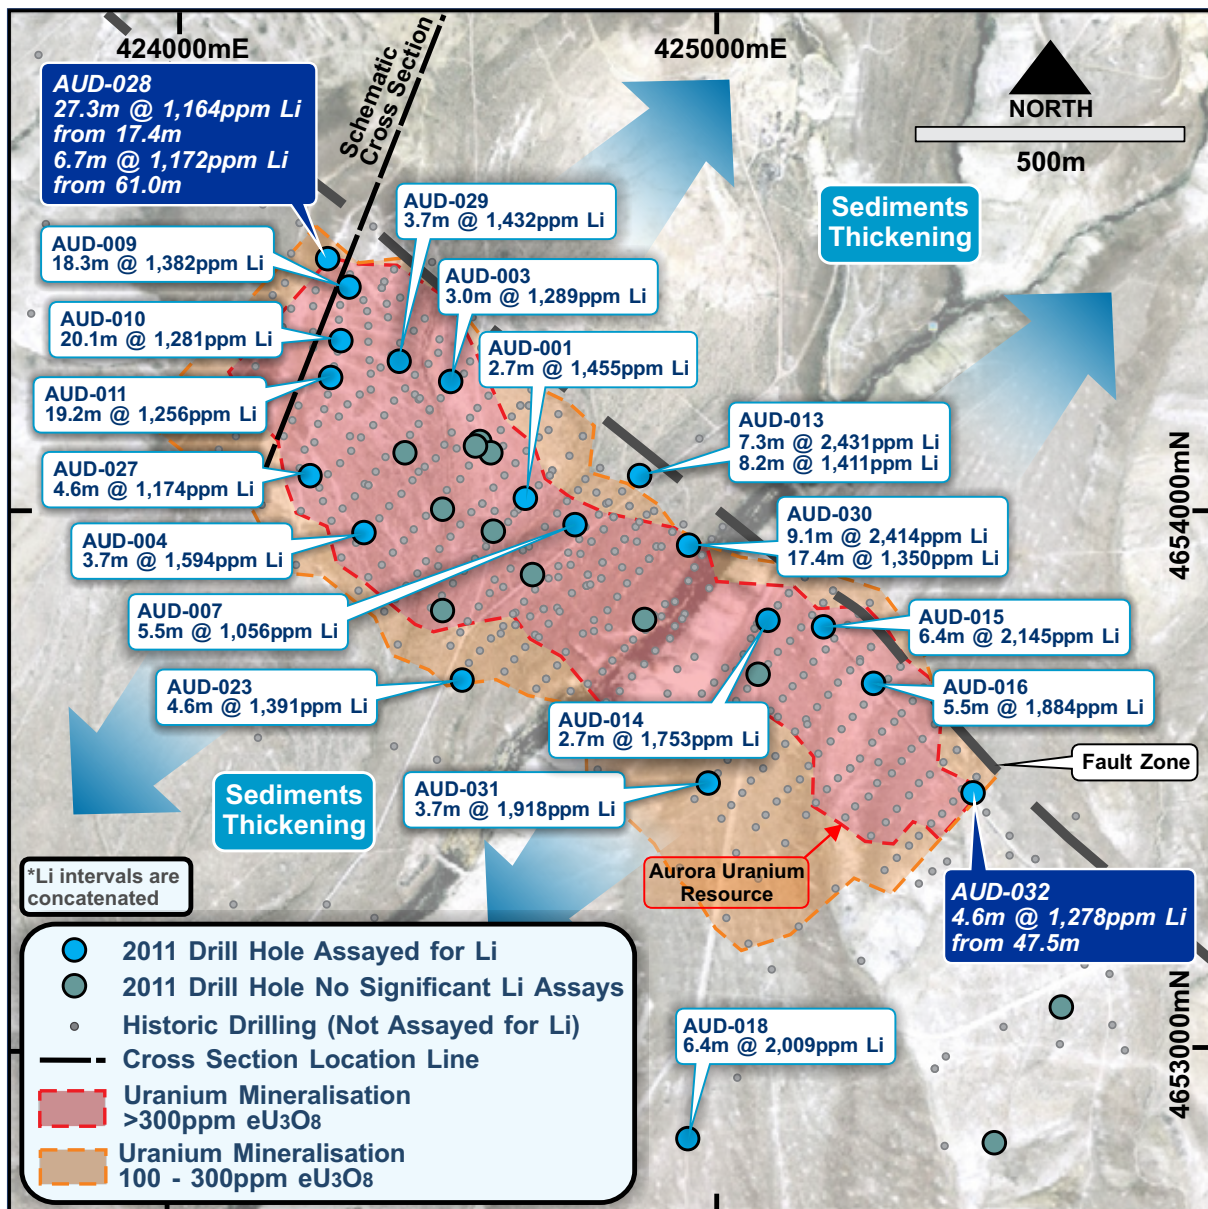 424000mE
425000mE
AUD-028
27.3m @ 1,164ppm Li
from 17.4m
6.7m @ 1,172ppm Li
from 61.0m
Schematic
Cross Section
NORTH
500m
AUD-029
3.7m @ 1,432ppm Li
Sediments
Thickening
AUD-009
18.3m @ 1,382ppm Li
AUD-003
3.0m @ 1,289ppm Li
AUD-010
20.1m @ 1,281ppm Li
AUD-001
2.7m @ 1,455ppm Li
AUD-011
19.2m @ 1,256ppm Li
AUD-013
7.3m @ 2,431ppm Li
8.2m @ 1,411ppm Li
4654000mN
AUD-027
4.6m @ 1,174ppm Li
AUD-030
9.1m @ 2,414ppm Li
17.4m @ 1,350ppm Li
AUD-004
3.7m @ 1,594ppm Li
AUD-007
5.5m @ 1,056ppm Li
AUD-015
6.4m @ 2,145ppm Li
AUD-023
4.6m @ 1,391ppm Li
AUD-016
5.5m @ 1,884ppm Li
AUD-014
2.7m @ 1,753ppm Li
Fault Zone
AUD-031
3.7m @ 1,918ppm Li
Sediments
Thickening
Aurora Uranium
Resource
*Li intervals are
concatenated
AUD-032
4.6m @ 1,278ppm Li
from 47.5m
4653000mN
AUD-018
6.4m @ 2,009ppm Li
2011 Drill Hole Assayed for Li
2011 Drill Hole No Significant Li Assays
Historic Drilling (Not Assayed for Li)
Cross Section Location Line
Uranium Mineralisation
>300ppm eU3O8
Uranium Mineralisation
100 - 300ppm eU3O8